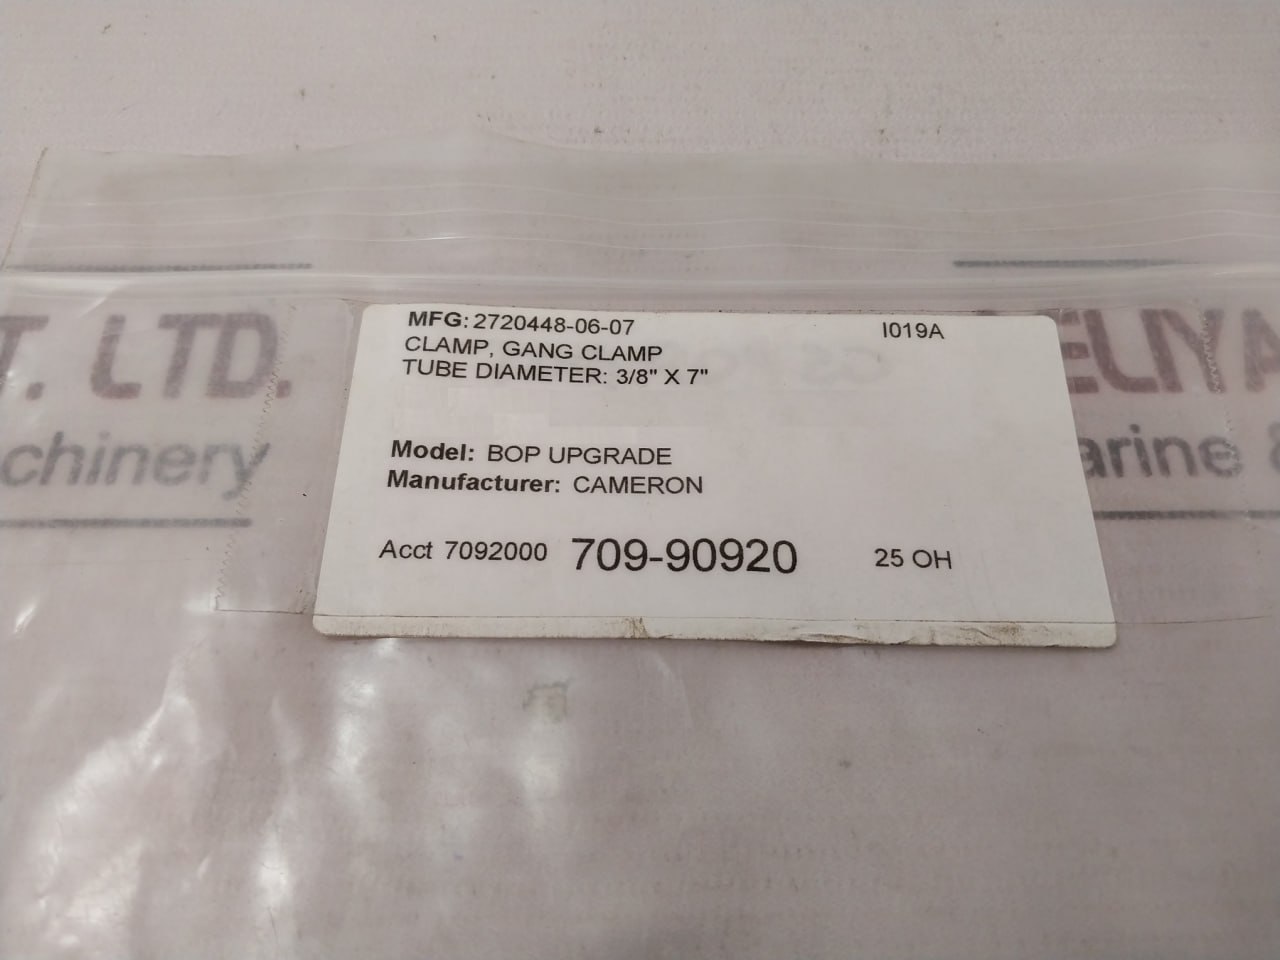 MFG: 2720448-06-07 I019A
CLAMP, GANG CLAMP
TUBE DIAMETER: 3/8" X 7"
Model: BOP UPGRADE
Manufacturer: CAMERON
Acct 7092000 709-90920 25 OH
T. LTD.
chinery
ELIYA
arine &